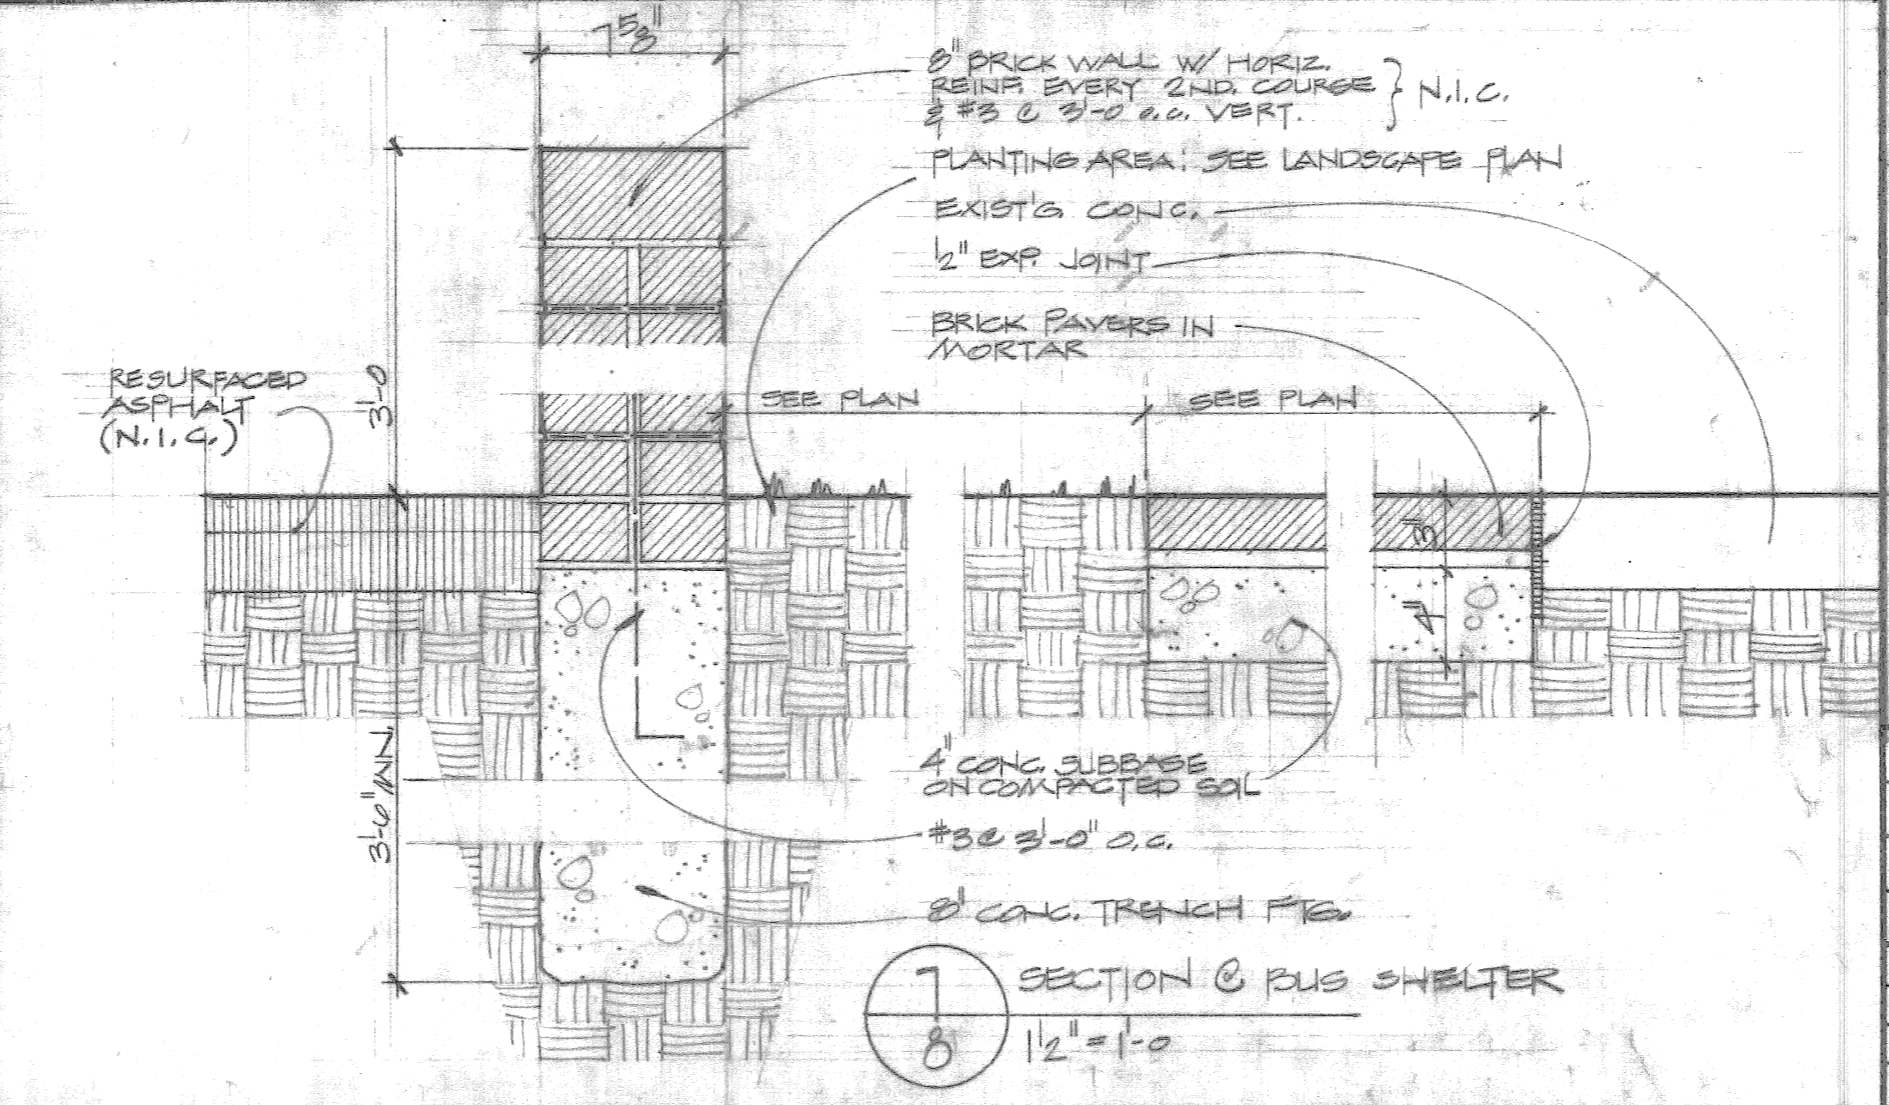 7 5/8"
8" BRICK WALL W/ HORIZ.
REINF. EVERY 2ND. COURSE
& #3 @ 3'-0 o.c. VERT.
N.I.C.
PLANTING AREA: SEE LANDSCAPE PLAN
EXIST'G. CONC.
1/2" EXP. JOINT
BRICK PAVERS IN
MORTAR
RESURFACED
ASPHALT
(N.I.C.)
3'-0
SEE PLAN
SEE PLAN
3"
4"
3'-6" MIN.
4" CONC. SUBBASE
ON COMPACTED SOIL
#3 @ 3'-0" O.C.
8" CONC. TRENCH FTG.
7
8
SECTION @ BUS SHELTER
1 1/2" = 1'-0